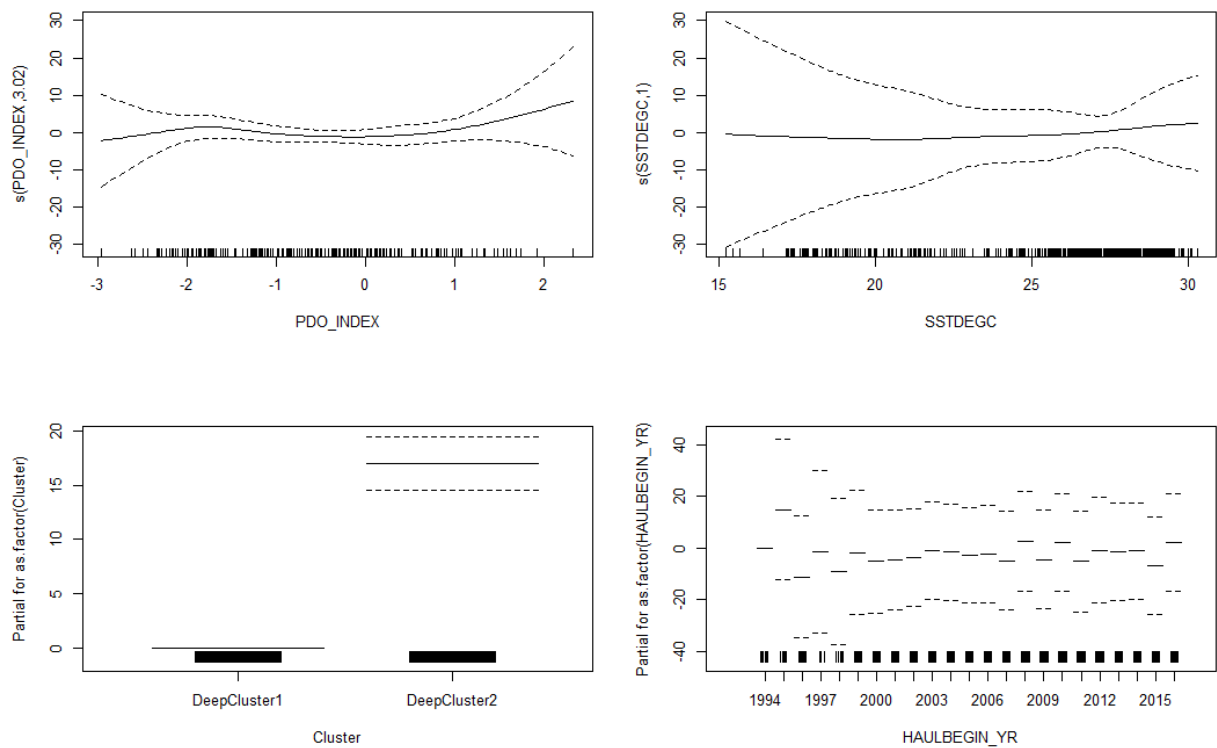 s(PDO_INDEX,3.02)
30
20
10
0
-10
-20
-30
-3 -2 -1 0 1 2
PDO_INDEX
s(SSTDEGC,1)
30
20
10
0
-10
-20
-30
15 20 25 30
SSTDEGC
Partial for as.factor(Cluster)
20
15
10
5
0
DeepCluster1 DeepCluster2
Cluster
Partial for as.factor(HAULBEGIN_YR)
40
20
0
-20
-40
1994 1997 2000 2003 2006 2009 2012 2015
HAULBEGIN_YR